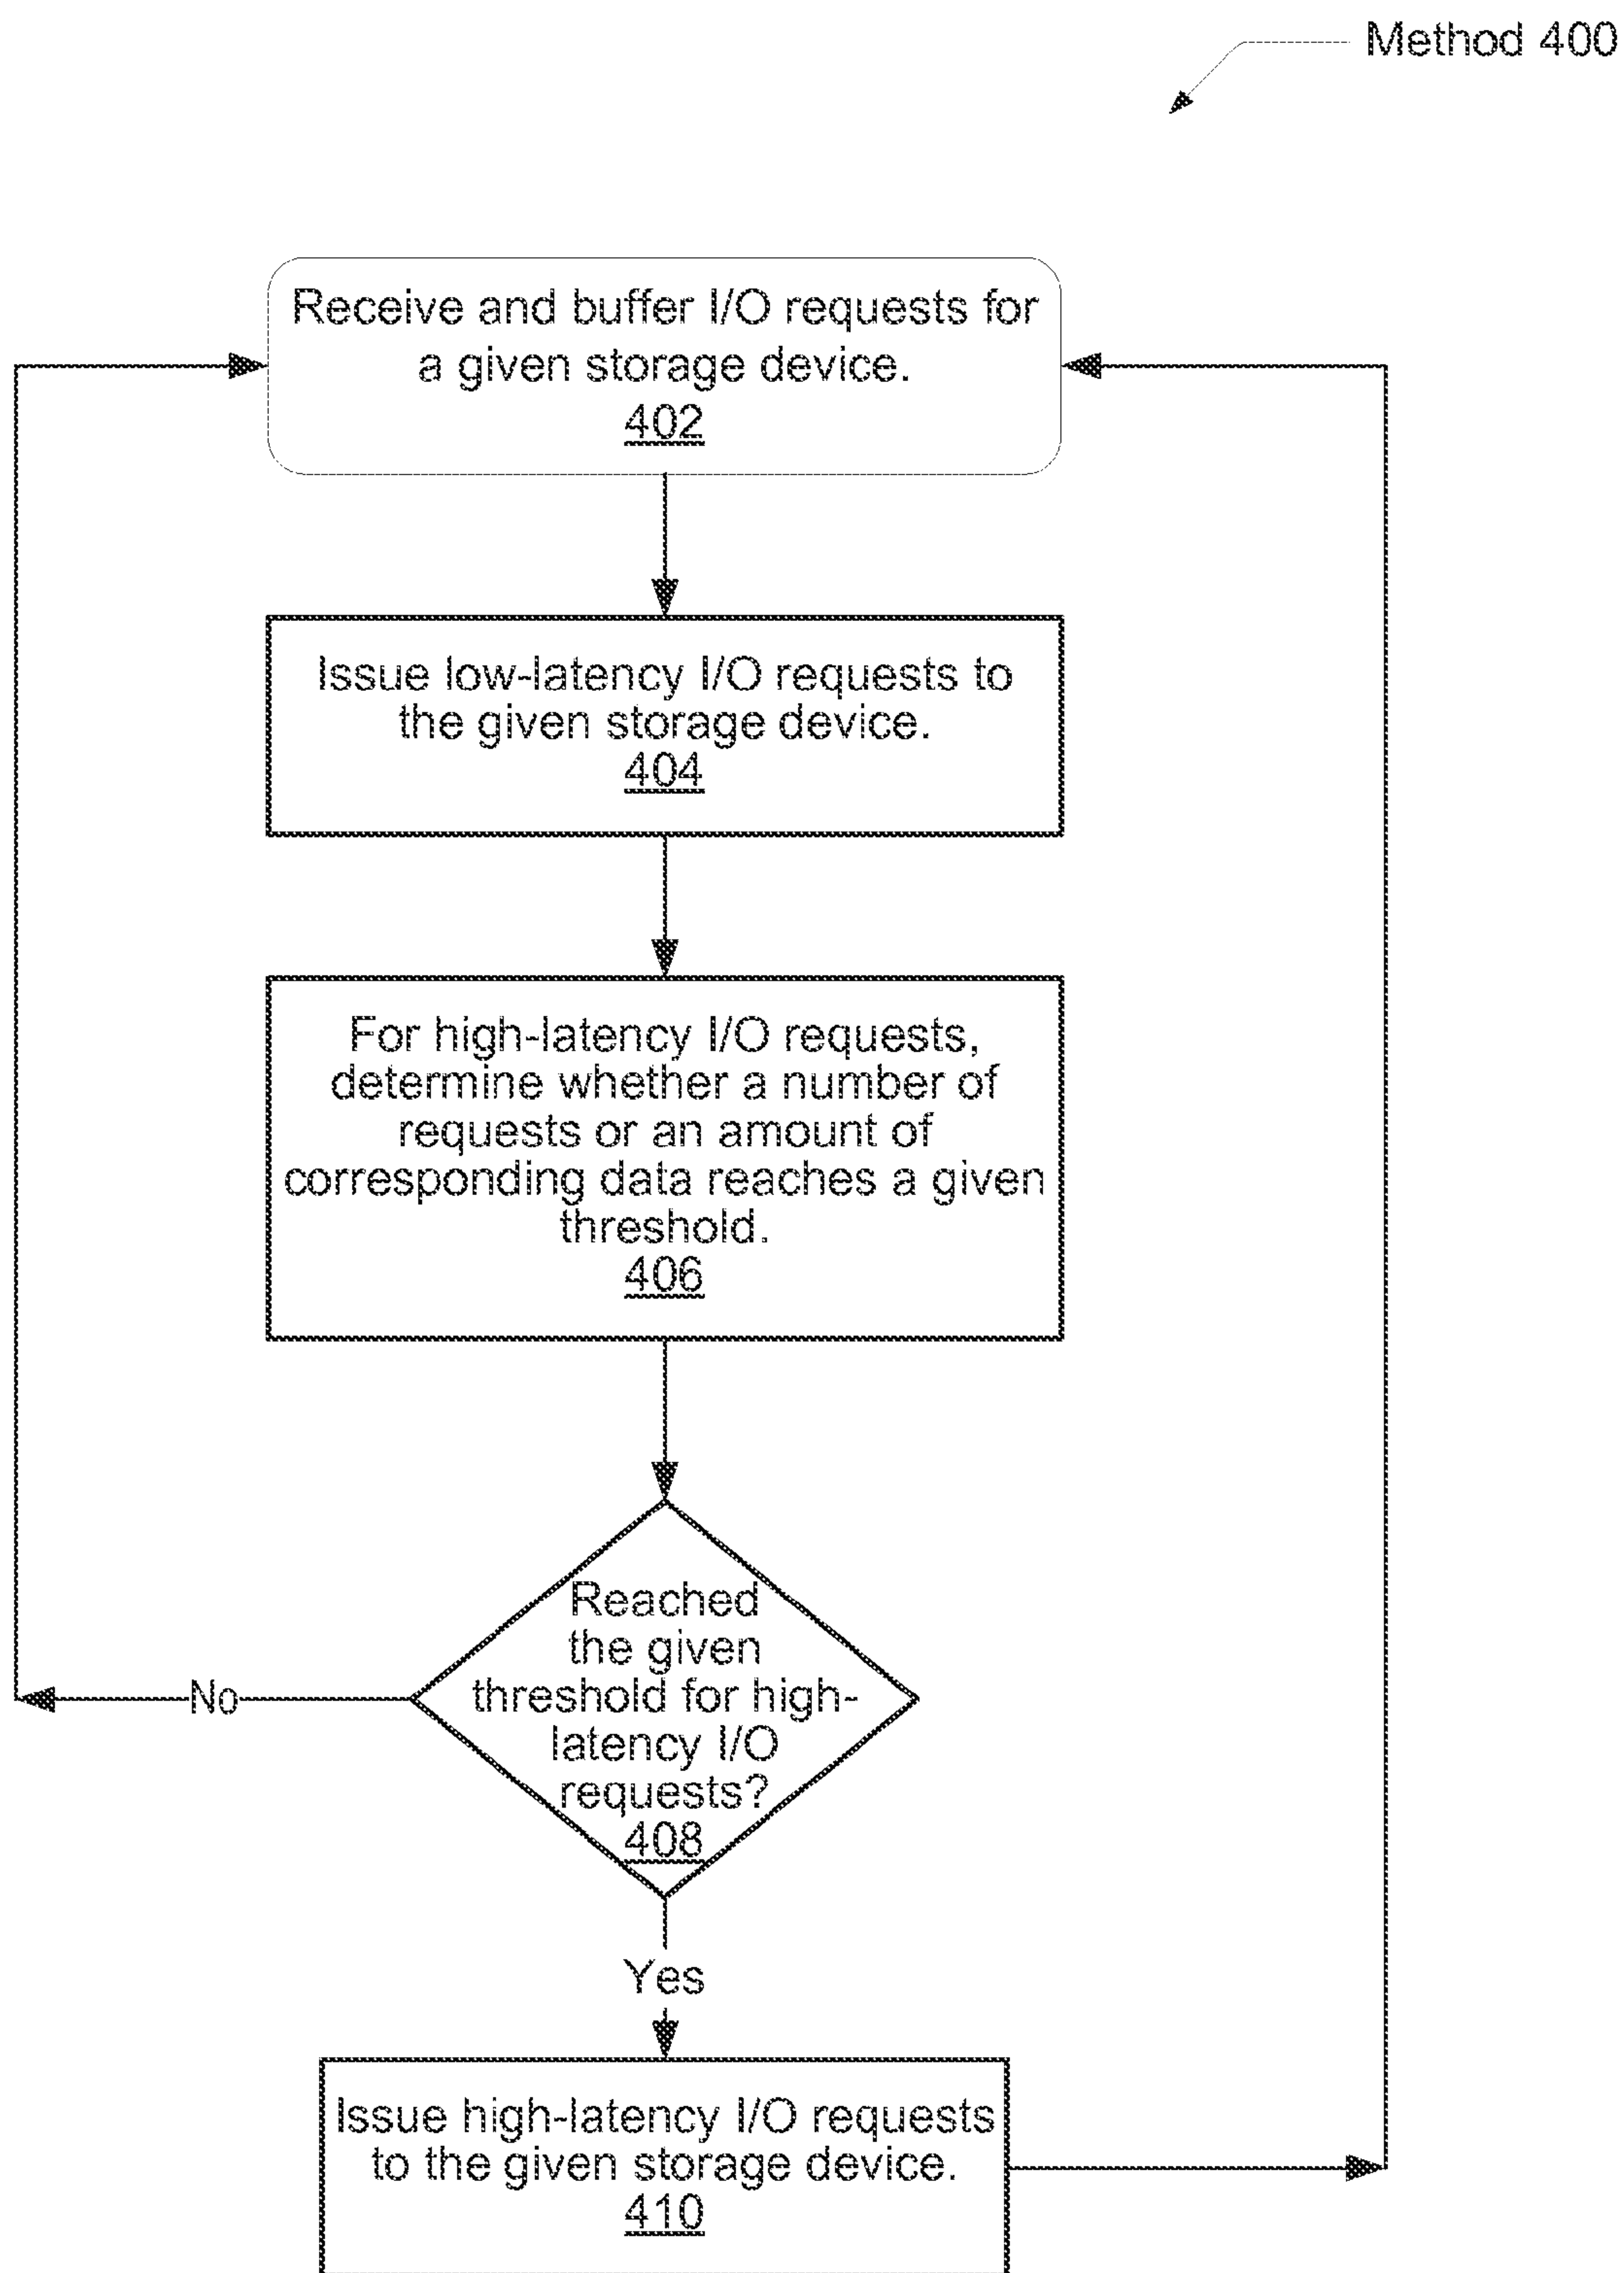 Method 400
Receive and buffer I/O requests for
a given storage device.
402
Issue low-latency I/O requests to
the given storage device.
404
For high-latency I/O requests,
determine whether a number of
requests or an amount of
corresponding data reaches a given
threshold.
406
Reached
the given
threshold for high-
latency I/O
requests?
408
No
Yes
Issue high-latency I/O requests
to the given storage device.
410